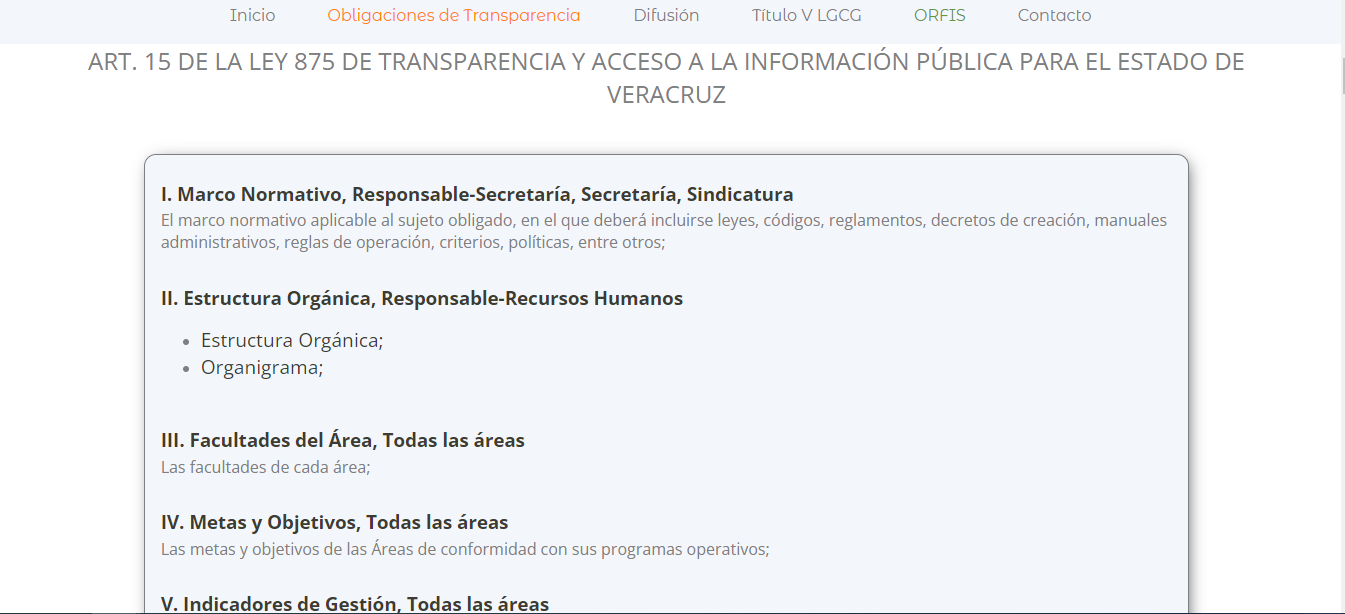 Inicio Obligaciones de Transparencia Difusión Título V LGCG ORFIS Contacto
ART. 15 DE LA LEY 875 DE TRANSPARENCIA Y ACCESO A LA INFORMACIÓN PÚBLICA PARA EL ESTADO DE
VERACRUZ
I. Marco Normativo, Responsable-Secretaría, Secretaría, Sindicatura
El marco normativo aplicable al sujeto obligado, en el que deberá incluirse leyes, códigos, reglamentos, decretos de creación, manuales
administrativos, reglas de operación, criterios, políticas, entre otros;
II. Estructura Orgánica, Responsable-Recursos Humanos
• Estructura Orgánica;
• Organigrama;
III. Facultades del Área, Todas las áreas
Las facultades de cada área;
IV. Metas y Objetivos, Todas las áreas
Las metas y objetivos de las Áreas de conformidad con sus programas operativos;
V. Indicadores de Gestión, Todas las áreas